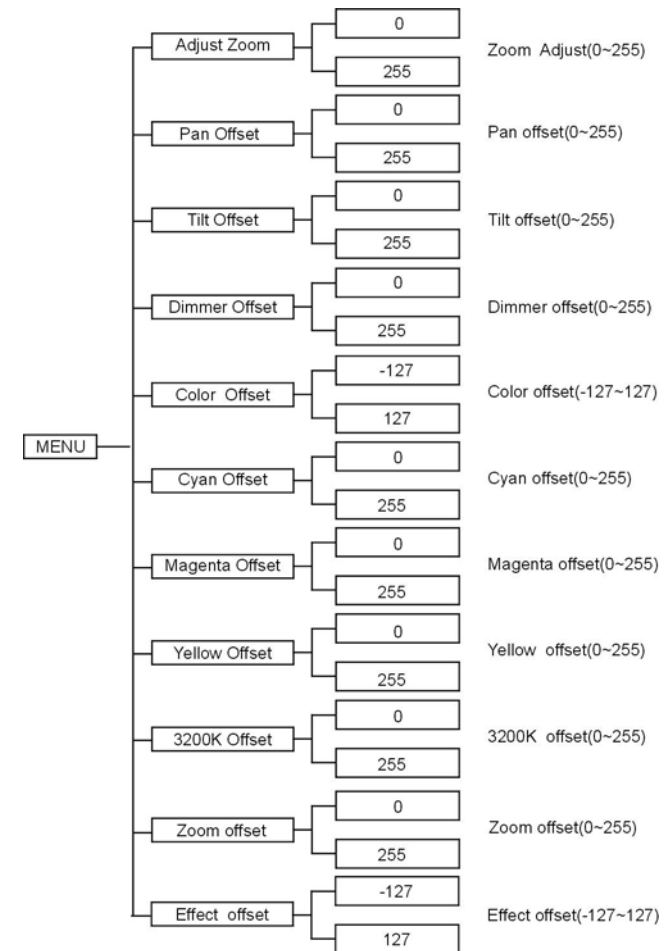 0
Adjust Zoom
Zoom Adjust(0~255)
255
0
Pan Offset
Pan offset(0~255)
255
0
Tilt Offset
Tilt offset(0~255)
255
0
Dimmer Offset
Dimmer offset(0~255)
255
-127
Color Offset
Color offset(-127~127)
127
MENU
0
Cyan Offset
Cyan offset(0~255)
255
0
Magenta Offset
Magenta offset(0~255)
255
0
Yellow Offset
Yellow offset(0~255)
255
0
3200K Offset
3200K offset(0~255)
255
0
Zoom offset
Zoom offset(0~255)
255
-127
Effect offset
Effect offset(-127~127)
127